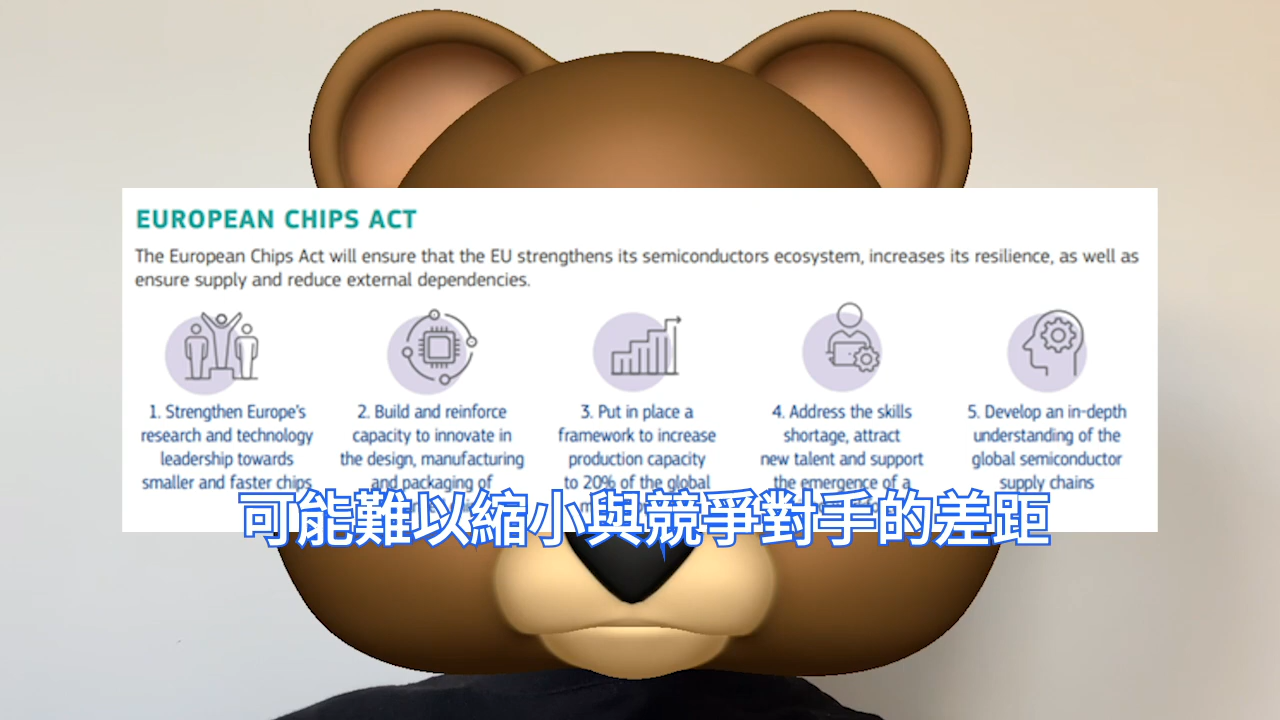 EUROPEAN CHIPS ACT
The European Chips Act will ensure that the EU strengthens its semiconductors ecosystem, increases its resilience, as well as
ensure supply and reduce external dependencies.
1. Strengthen Europe's
research and technology
leadership towards
smaller and faster chips
2. Build and reinforce
capacity to innovate in
the design, manufacturing
and packaging of
3. Put in place a
framework to increase
production capacity
to 20% of the global
4. Address the skills
shortage, attract
new talent and support
the emergence of a
5. Develop an in-depth
understanding of the
global semiconductor
supply chains
可能難以縮小與競爭對手的差距